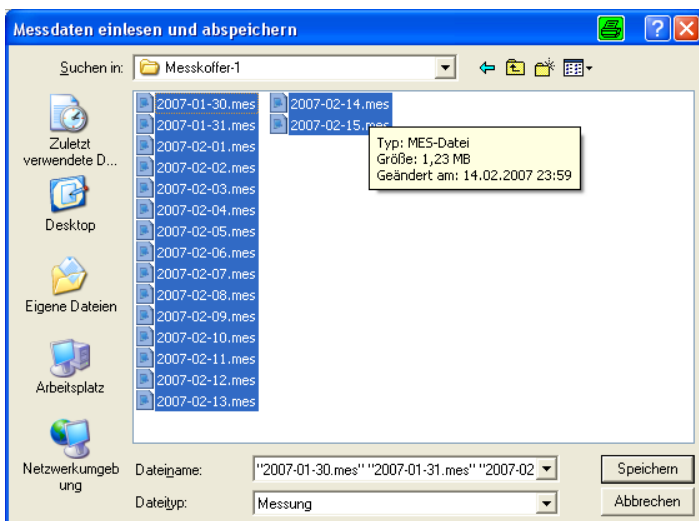 Messdaten einlesen und abspeichern
Suchen in:
Messkoffer-1
Zuletzt
verwendete D...
Desktop
Eigene Dateien
Arbeitsplatz
Netzwerkumgeb
ung
2007-01-30.mes
2007-01-31.mes
2007-02-01.mes
2007-02-02.mes
2007-02-03.mes
2007-02-04.mes
2007-02-05.mes
2007-02-06.mes
2007-02-07.mes
2007-02-08.mes
2007-02-09.mes
2007-02-10.mes
2007-02-11.mes
2007-02-12.mes
2007-02-13.mes
2007-02-14.mes
2007-02-15.mes
Typ: MES-Datei
Größe: 1,23 MB
Geändert am: 14.02.2007 23:59
Dateiname:
"2007-01-30.mes" "2007-01-31.mes" "2007-02
Speichern
Dateityp:
Messung
Abbrechen